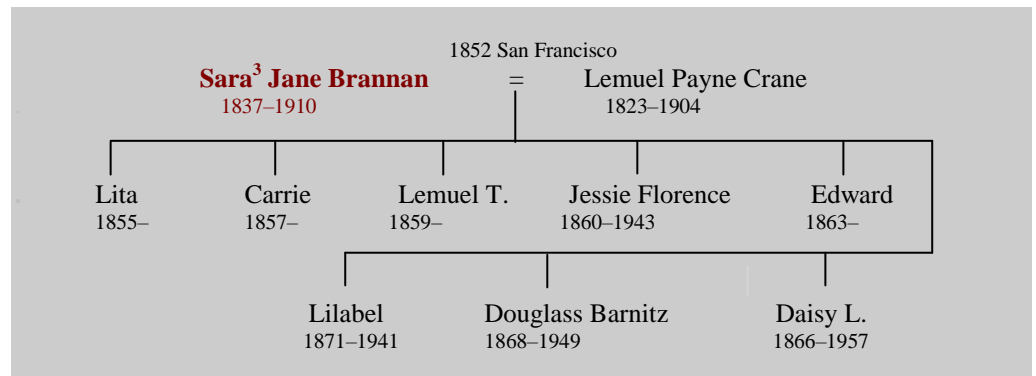 1852 San Francisco
Sara³ Jane Brannan = Lemuel Payne Crane
1837–1910 1823–1904
Lita Carrie Lemuel T. Jessie Florence Edward
1855– 1857– 1859– 1860–1943 1863–
Lilabel Douglass Barnitz Daisy L.
1871–1941 1868–1949 1866–1957